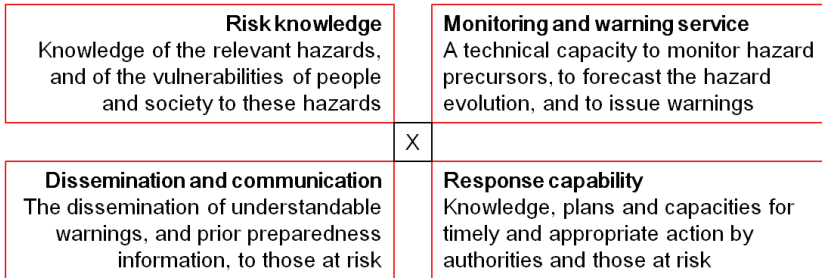 Risk knowledge
Knowledge of the relevant hazards,
and of the vulnerabilities of people
and society to these hazards
Monitoring and warning service
A technical capacity to monitor hazard
precursors, to forecast the hazard
evolution, and to issue warnings
X
Dissemination and communication
The dissemination of understandable
warnings, and prior preparedness
information, to those at risk
Response capability
Knowledge, plans and capacities for
timely and appropriate action by
authorities and those at risk